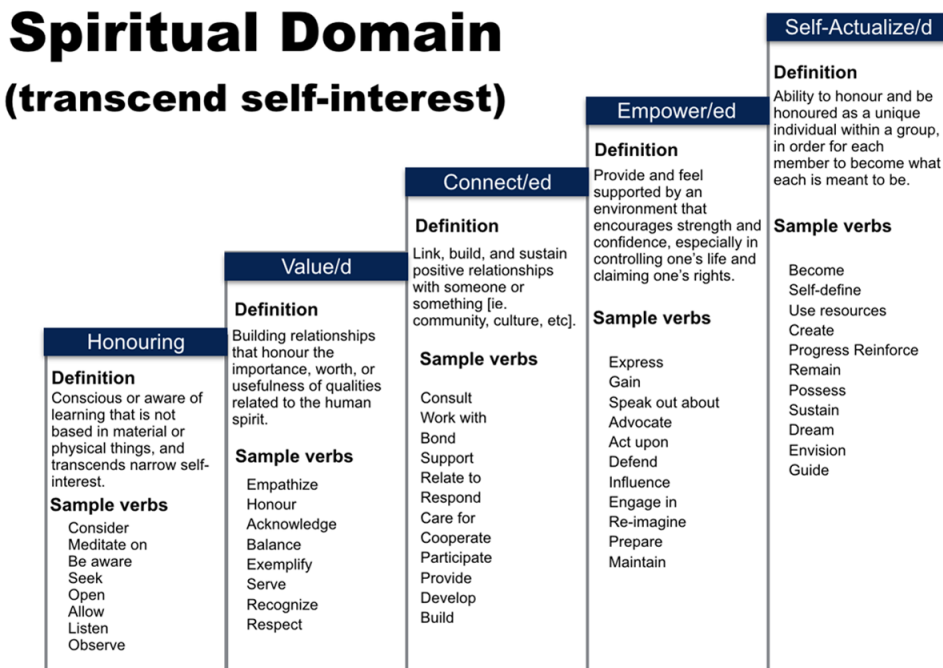 Spiritual Domain
(transcend self-interest)
Honouring
Definition
Conscious or aware of
learning that is not
based in material or
physical things, and
transcends narrow self-
interest.
Sample verbs
Consider
Meditate on
Be aware
Seek
Open
Allow
Listen
Observe
Value/d
Definition
Building relationships
that honour the
importance, worth, or
usefulness of qualities
related to the human
spirit.
Sample verbs
Empathize
Honour
Acknowledge
Balance
Exemplify
Serve
Recognize
Respect
Connect/ed
Definition
Link, build, and sustain
positive relationships
with someone or
something [ie.
community, culture, etc].
Sample verbs
Consult
Work with
Bond
Support
Relate to
Respond
Care for
Cooperate
Participate
Provide
Develop
Build
Empower/ed
Definition
Provide and feel
supported by an
environment that
encourages strength and
confidence, especially in
controlling one's life and
claiming one's rights.
Sample verbs
Express
Gain
Speak out about
Advocate
Act upon
Defend
Influence
Engage in
Re-imagine
Prepare
Maintain
Self-Actualize/d
Definition
Ability to honour and be
honoured as a unique
individual within a group,
in order for each
member to become what
each is meant to be.
Sample verbs
Become
Self-define
Use resources
Create
Progress Reinforce
Remain
Possess
Sustain
Dream
Envision
Guide